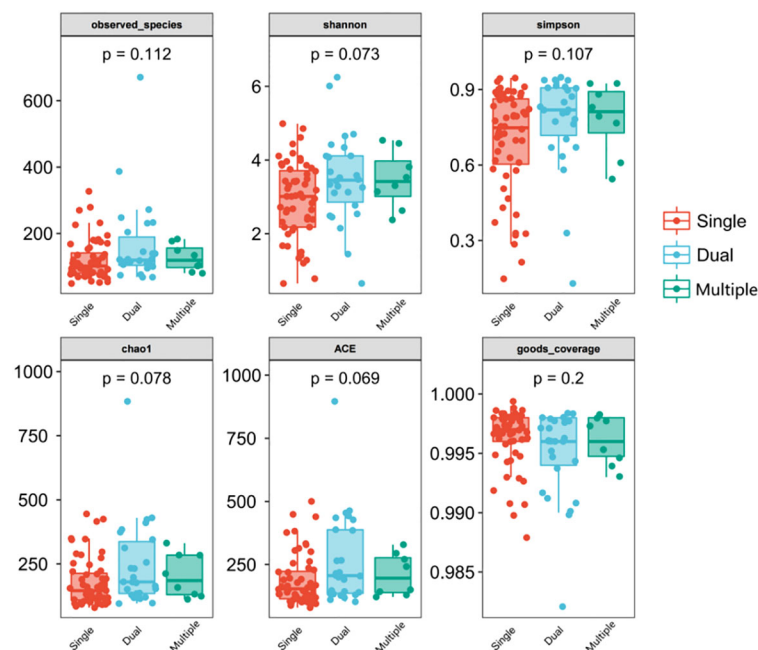 observed_species
shannon
simpson
p = 0.112
p = 0.073
p = 0.107
600
400
200
6
4
2
0.9
0.6
0.3
Single
Dual
Multiple
Single
Dual
Multiple
Single
Dual
Multiple
Single
Dual
Multiple
chao1
ACE
goods_coverage
p = 0.078
p = 0.069
p = 0.2
1000
750
500
250
1000
750
500
250
1.000
0.995
0.990
0.985
Single
Dual
Multiple
Single
Dual
Multiple
Single
Dual
Multiple